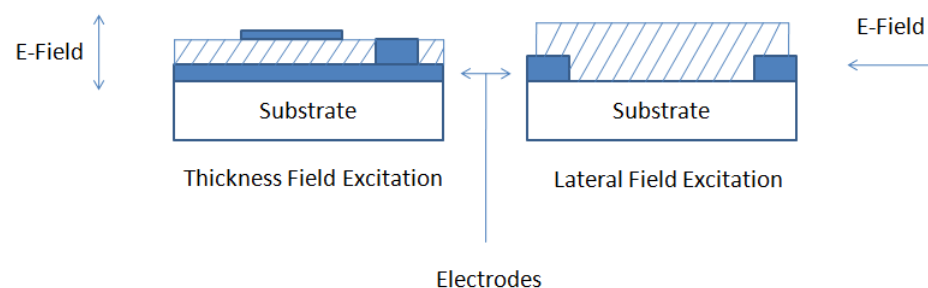 E-Field
E-Field
Substrate
Substrate
Thickness Field Excitation
Lateral Field Excitation
Electrodes